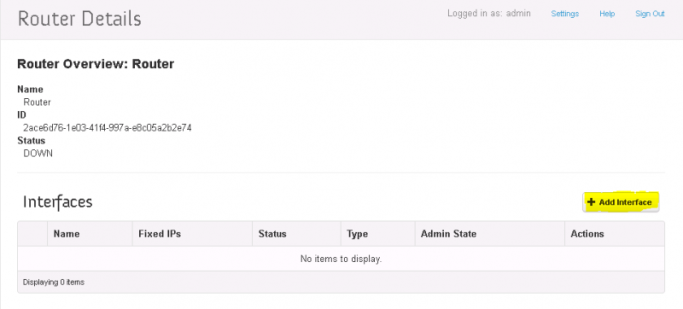 Router Details
Logged in as: admin Settings Help Sign Out
Router Overview: Router
Name
Router
ID
2ace6d76-1e03-41f4-997a-e8c05a2b2e74
Status
DOWN
Interfaces
+ Add Interface
Name Fixed IPs Status Type Admin State Actions
No items to display.
Displaying 0 items